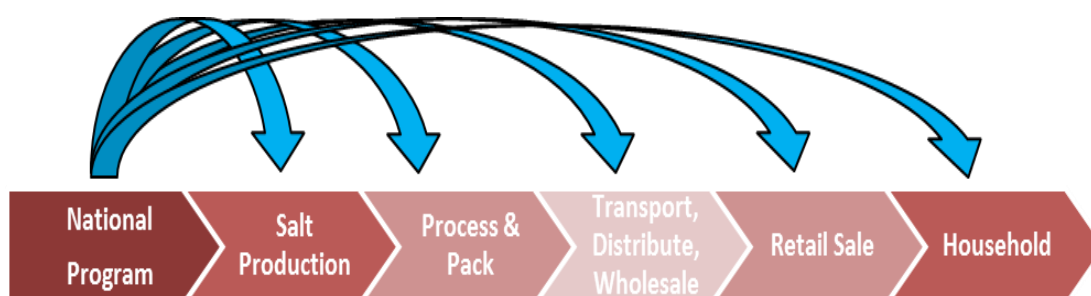 National
Program
Salt
Production
Process &
Pack
Transport,
Distribute,
Wholesale
Retail Sale
Household